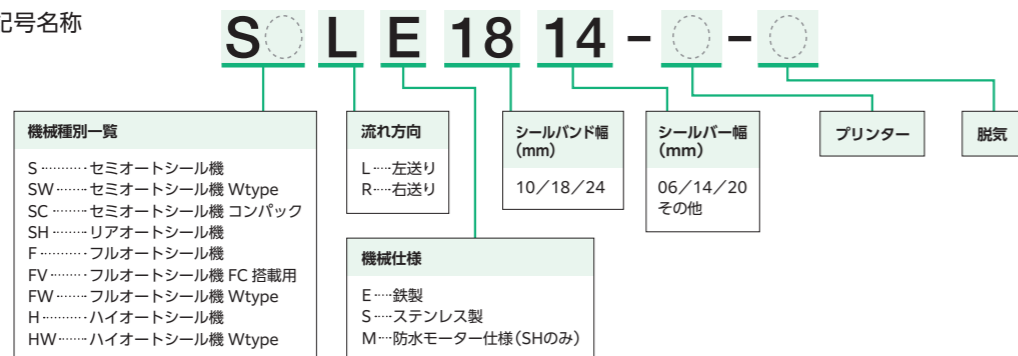 記号名称
S L E 18 14 - -
機械種別一覧
S ・・・・・・・・・・ セミオートシール機
SW ・・・・・・・ セミオートシール機 Wtype
SC ・・・・・・・・ セミオートシール機 コンパック
SH ・・・・・・・・ リアオートシール機
F ・・・・・・・・・・ フルオートシール機
FV ・・・・・・・・ フルオートシール機 FC 搭載用
FW ・・・・・・・ フルオートシール機 Wtype
H ・・・・・・・・・・ ハイオートシール機
HW ・・・・・・・ ハイオートシール機 Wtype
流れ方向
L ・・・・ 左送り
R ・・・・ 右送り
機械仕様
E ・・・・ 鉄製
S ・・・・ ステンレス製
M ・・・ 防水モーター仕様（SHのみ）
シールバンド幅
(mm)
10／18／24
シールバー幅
(mm)
06／14／20
その他
プリンター
脱気